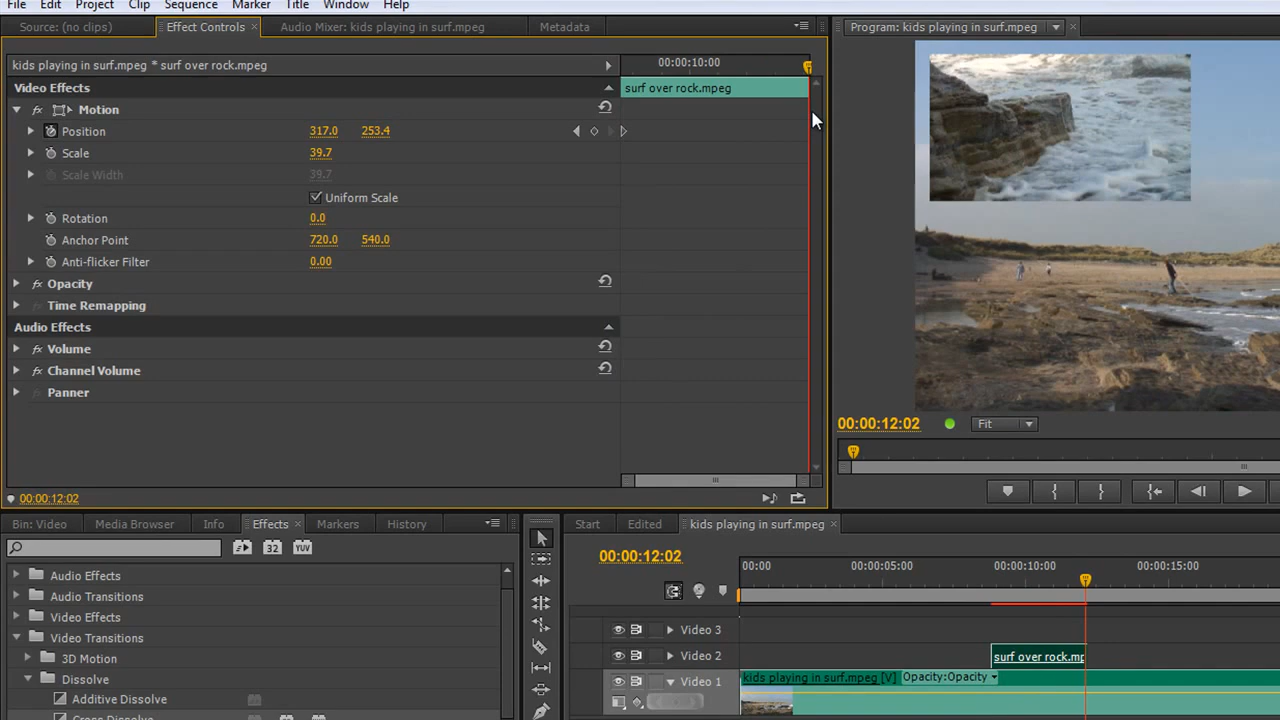 File Edit Project Clip Sequence Marker Title Window Help
Source: (no clips) Effect Controls × Audio Mixer: kids playing in surf.mpeg Metadata
Program: kids playing in surf.mpeg ×
kids playing in surf.mpeg * surf over rock.mpeg
00:00:10:00
Video Effects
surf over rock.mpeg
fx Motion
Position 317.0 253.4
Scale 39.7
Scale Width 39.7
Uniform Scale
Rotation 0.0
Anchor Point 720.0 540.0
Anti-flicker Filter 0.00
fx Opacity
Time Remapping
Audio Effects
fx Volume
fx Channel Volume
Panner
00:00:12:02
00:00:12:02 Fit
Bin: Video Media Browser Info Effects × Markers History
32 YUV
Audio Effects
Audio Transitions
Video Effects
Video Transitions
3D Motion
Dissolve
Additive Dissolve
Cross Dissolve
Start Edited kids playing in surf.mpeg ×
00:00:12:02
00:00 00:00:05:00 00:00:10:00 00:00:15:00
Video 3
Video 2
surf over rock.mp
Video 1
kids playing in surf.mpeg [V] Opacity:Opacity